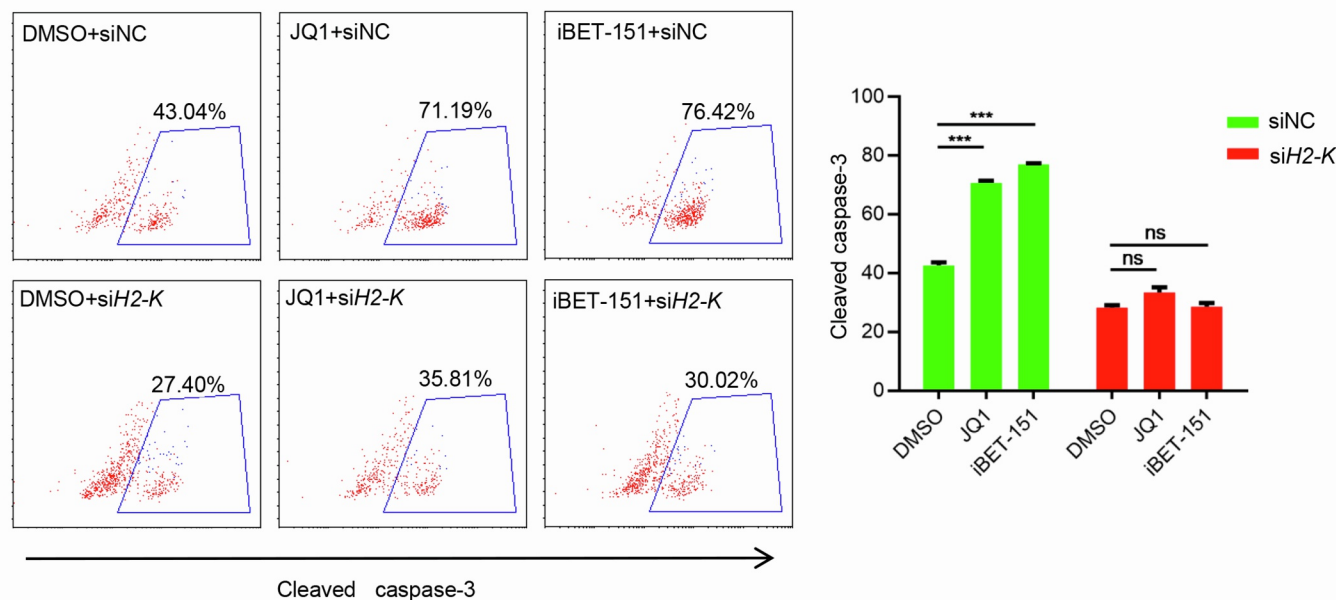 DMSO+siNC
43.04%
JQ1+siNC
71.19%
iBET-151+siNC
76.42%
DMSO+siH2-K
27.40%
JQ1+siH2-K
35.81%
iBET-151+siH2-K
30.02%
Cleaved caspase-3
Cleaved caspase-3
100
80
60
40
20
0
***
***
ns
ns
DMSO
JQ1
iBET-151
DMSO
JQ1
iBET-151
siNC
siH2-K